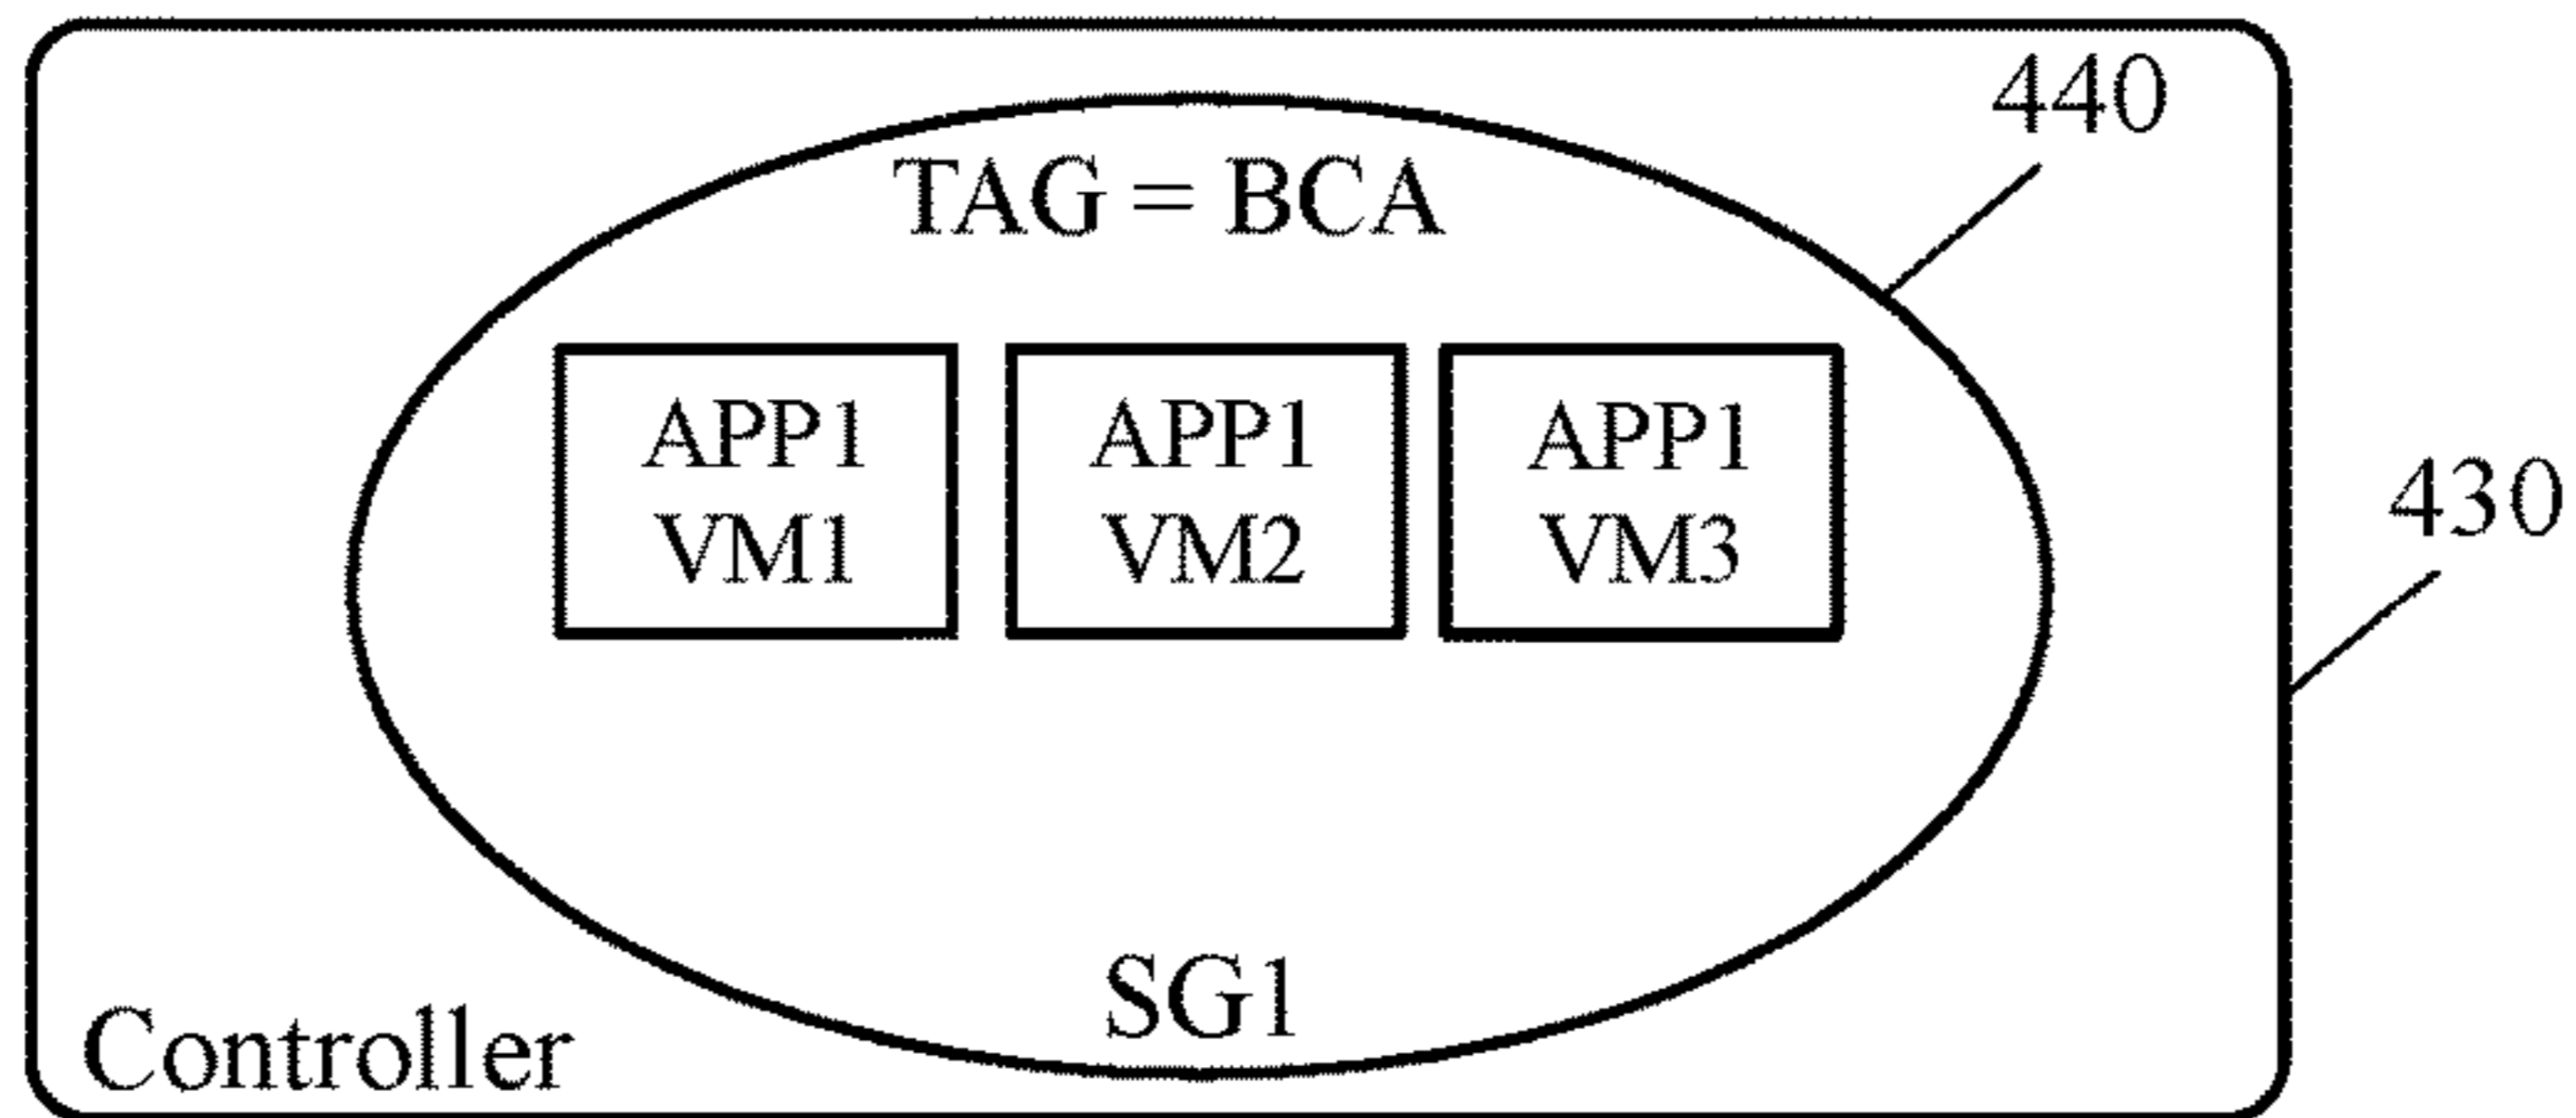 440
TAG = BCA
APP1
VM1
APP1
VM2
APP1
VM3
430
SG1
Controller